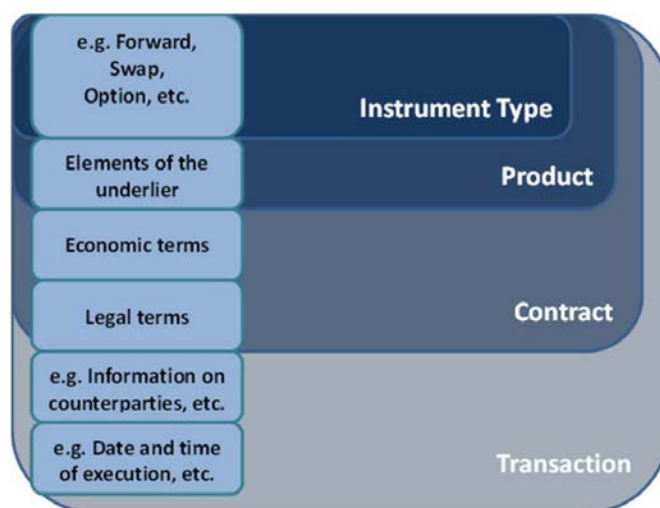 e.g. Forward,
Swap,
Option, etc.
Instrument Type
Elements of the
underlier
Product
Economic terms
Legal terms
Contract
e.g. Information on
counterparties, etc.
e.g. Date and time
of execution, etc.
Transaction